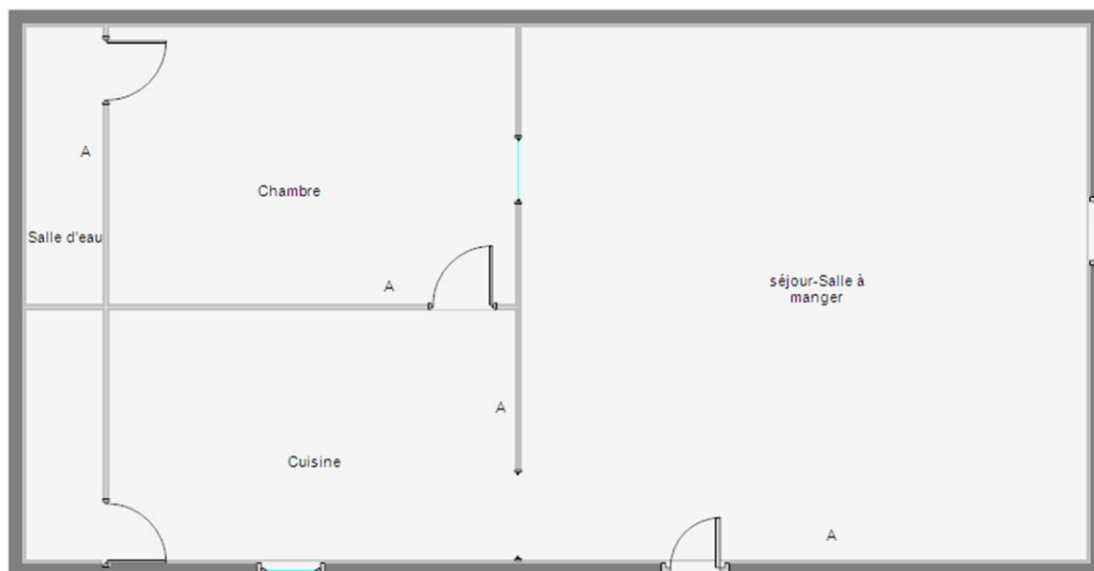 A
Chambre
Salle d'eau
A
séjour-Salle à
manger
A
Cuisine
A